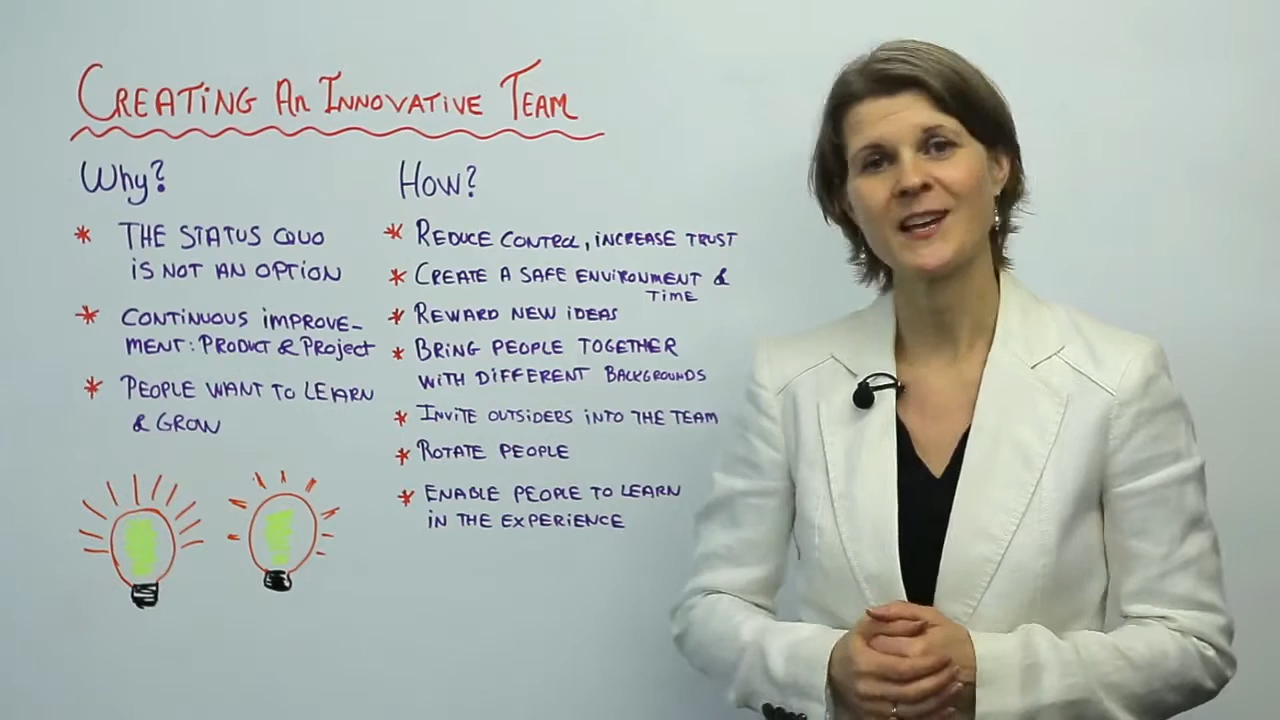 CREATING AN INNOVATIVE TEAM
Why?
* THE STATUS QUO
IS NOT AN OPTION
* CONTINUOUS IMPROVE-
MENT: PRODUCT & PROJECT
* PEOPLE WANT TO LEARN
& GROW
HOW?
* REDUCE CONTROL, INCREASE TRUST
* CREATE A SAFE ENVIRONMENT &
TIME
* REWARD NEW IDEAS
* BRING PEOPLE TOGETHER
WITH DIFFERENT BACKGROUNDS
* INVITE OUTSIDERS INTO THE TEAM
* ROTATE PEOPLE
* ENABLE PEOPLE TO LEARN
IN THE EXPERIENCE